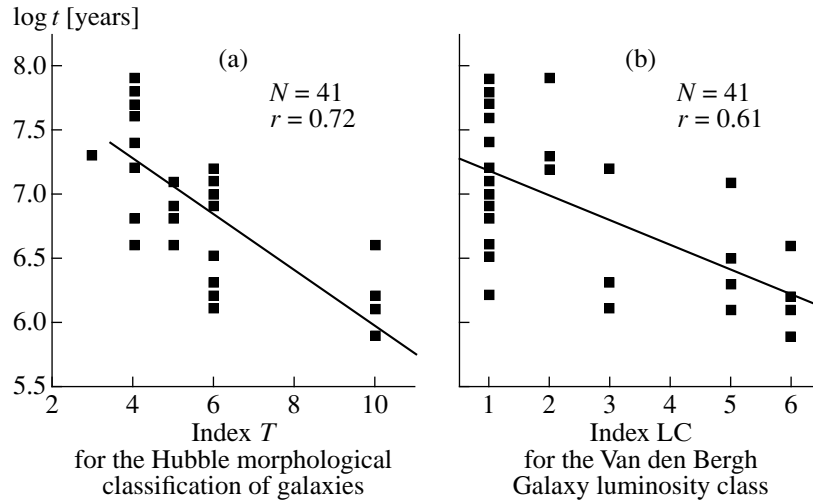 log t [years]
(a)
(b)
N = 41
r = 0.72
N = 41
r = 0.61
8.0
7.5
7.0
6.5
6.0
5.5
2 4 6 8 10
1 2 3 4 5 6
Index T
for the Hubble morphological
classification of galaxies
Index LC
for the Van den Bergh
Galaxy luminosity class